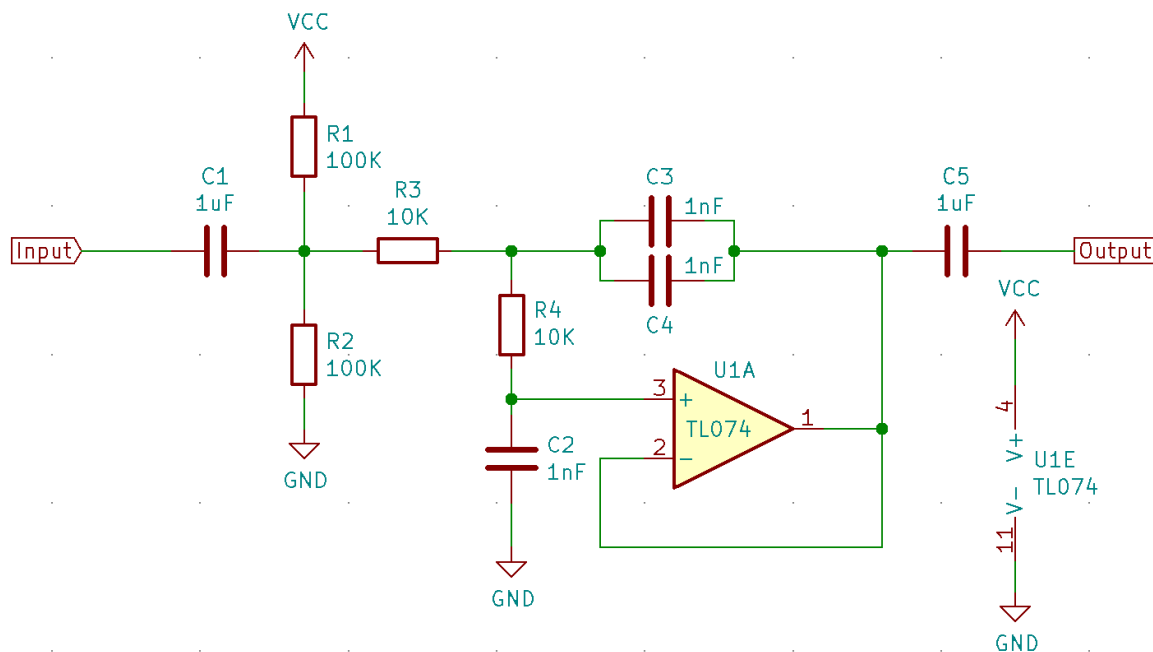 VCC
R1
100K
C1
1uF
R3
10K
C3
1nF
C5
1uF
Input
Output
1nF
C4
VCC
R4
10K
R2
100K
U1A
3
+
TL074
1
2
-
4
V+
C2
1nF
U1E
TL074
V-
11
GND
GND
GND